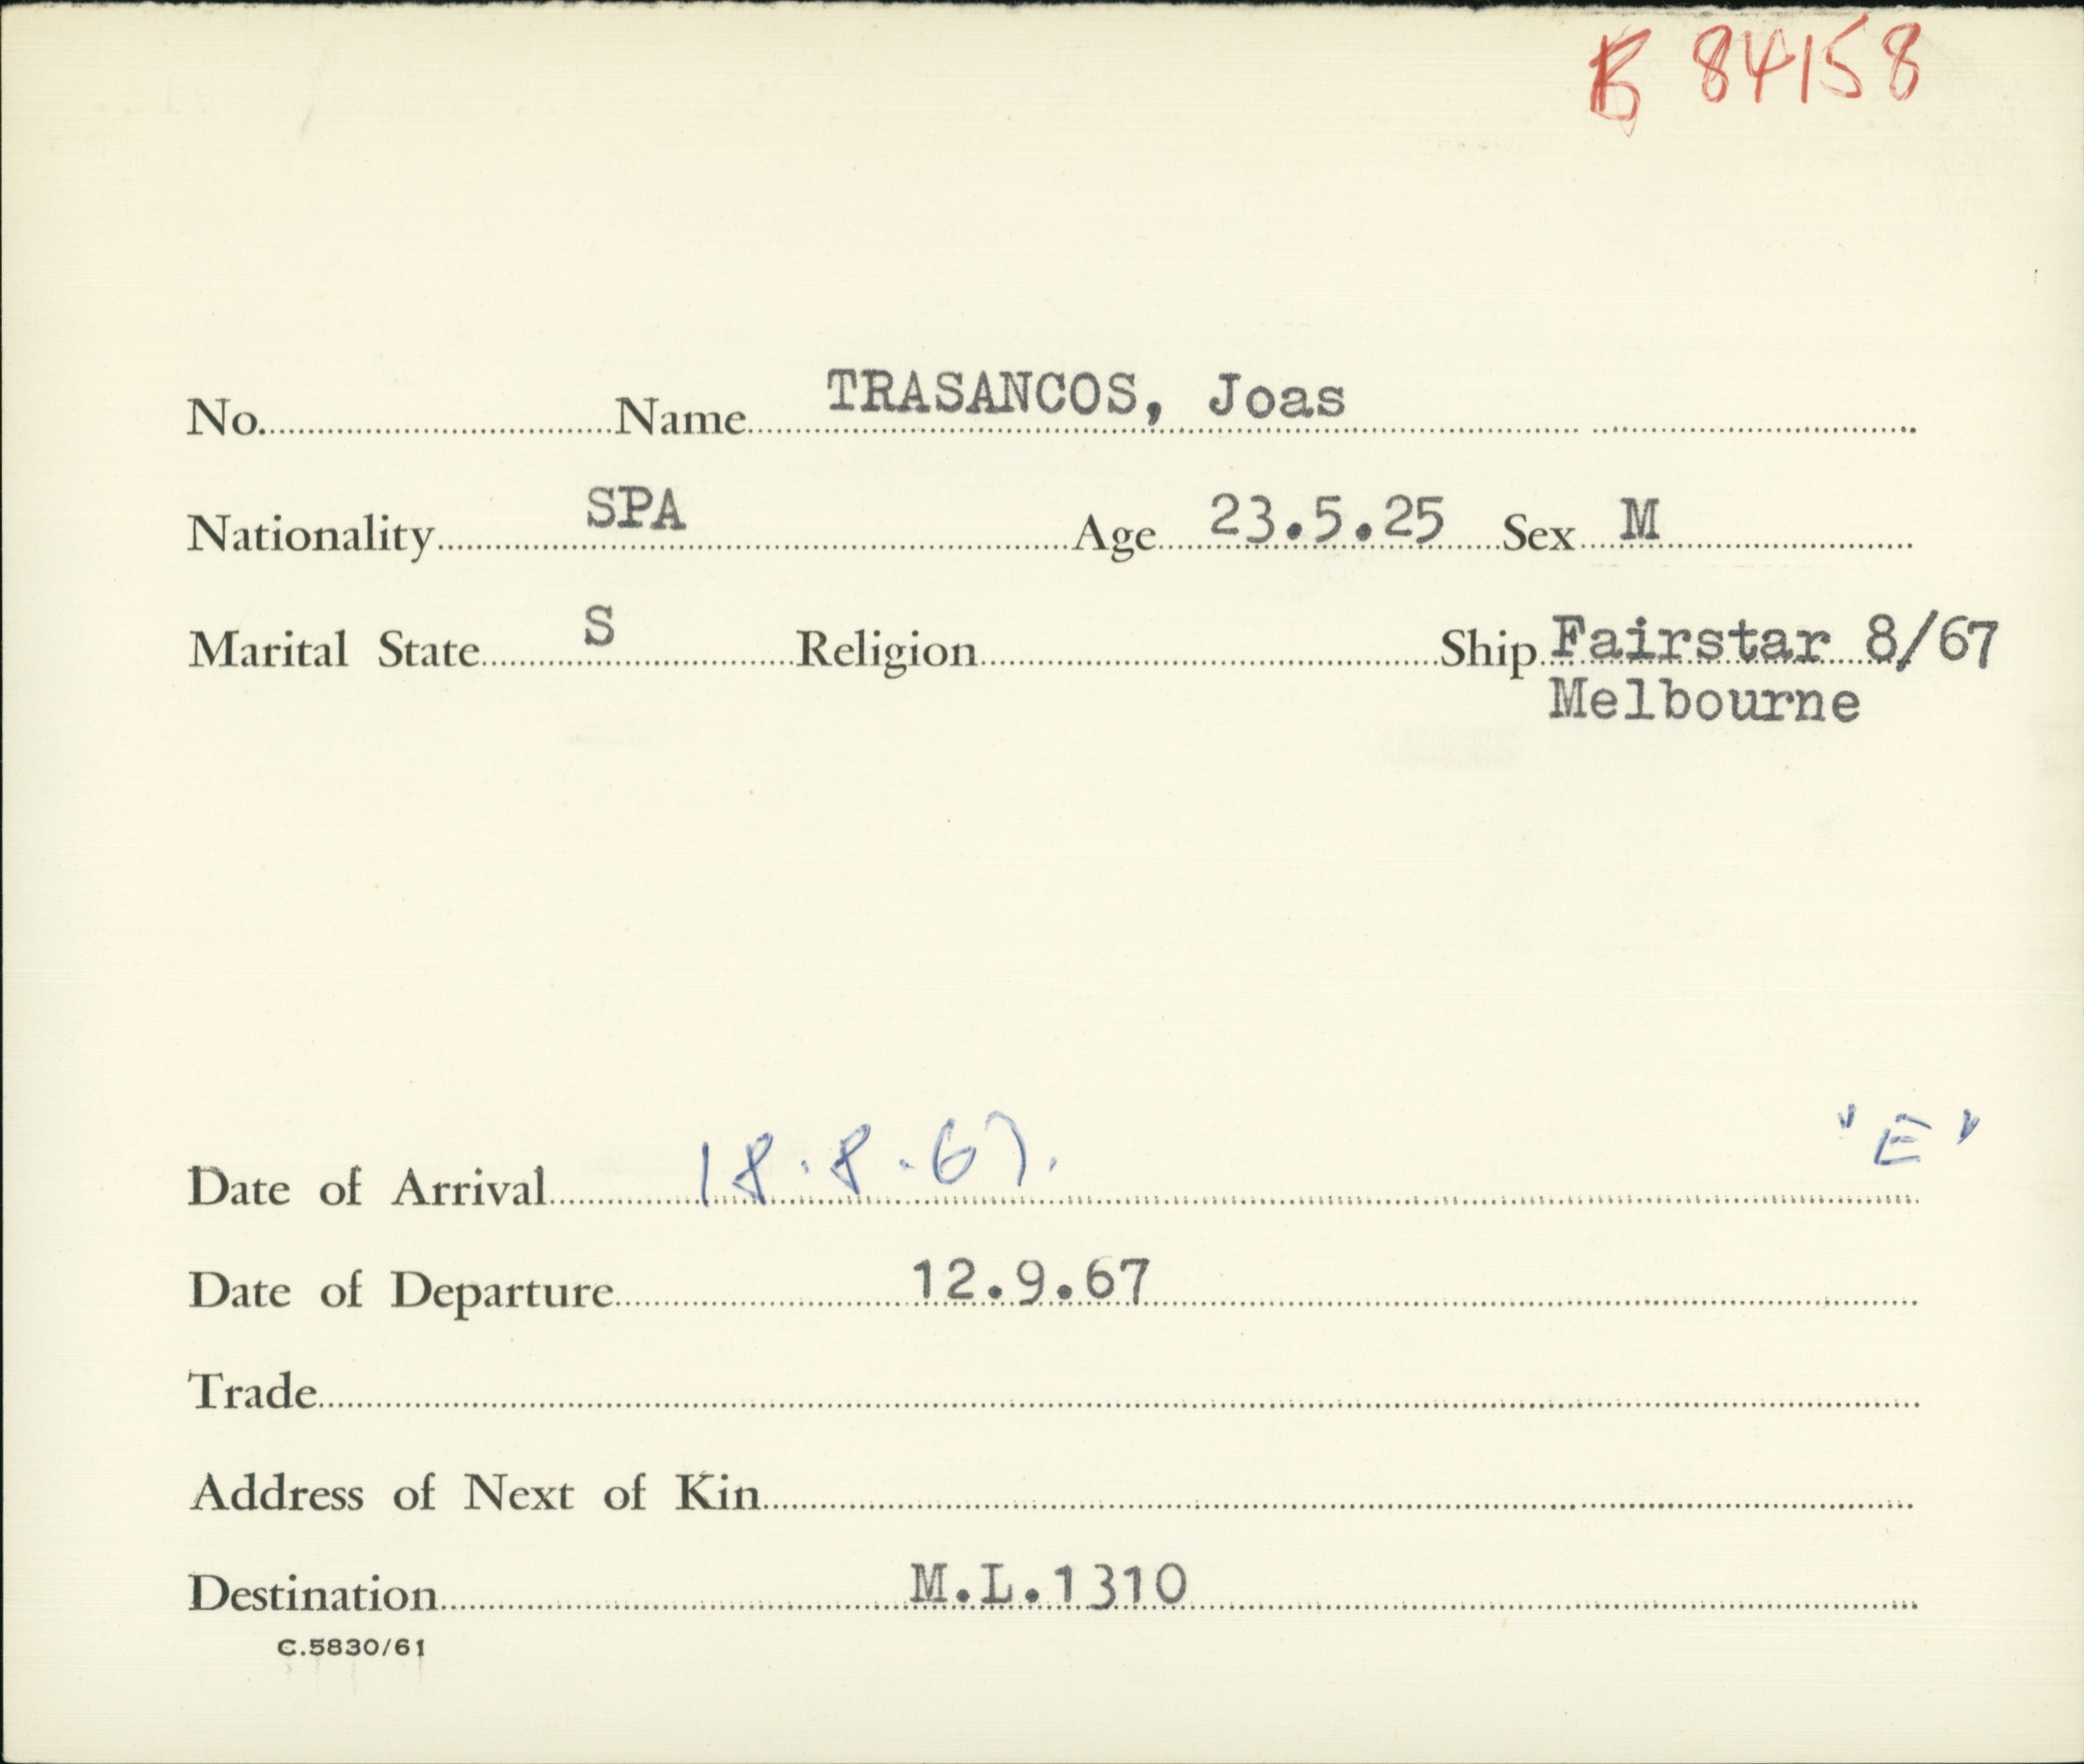 B 84158
No. Name TRASANCOS, Joas
Nationality SPA Age 23.5.25 Sex M
Marital State S Religion Ship Fairstar 8/67
Melbourne
"E"
Date of Arrival 18.8.67.
Date of Departure 12.9.67
Trade
Address of Next of Kin
Destination M.L.1310
C.5830/61